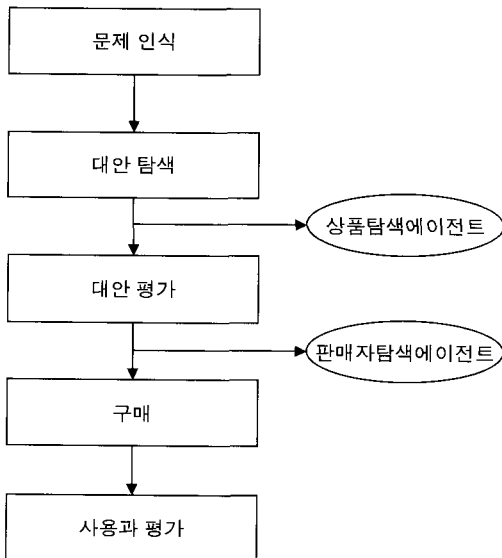 문제 인식
대안 탐색
상품탐색에이전트
대안 평가
판매자탐색에이전트
구매
사용과 평가